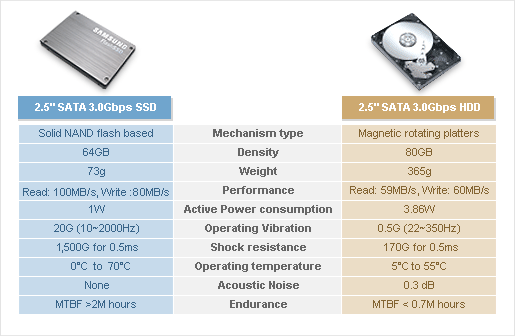 SAMSUNG
2.5" SATA 3.0Gbps SSD 2.5" SATA 3.0Gbps HDD
Solid NAND flash based Mechanism type Magnetic rotating platters
64GB Density 80GB
73g Weight 365g
Read: 100MB/s, Write :80MB/s Performance Read: 59MB/s, Write: 60MB/s
1W Active Power consumption 3.86W
20G (10~2000Hz) Operating Vibration 0.5G (22~350Hz)
1,500G for 0.5ms Shock resistance 170G for 0.5ms
0°C to 70°C Operating temperature 5°C to 55°C
None Acoustic Noise 0.3 dB
MTBF >2M hours Endurance MTBF < 0.7M hours